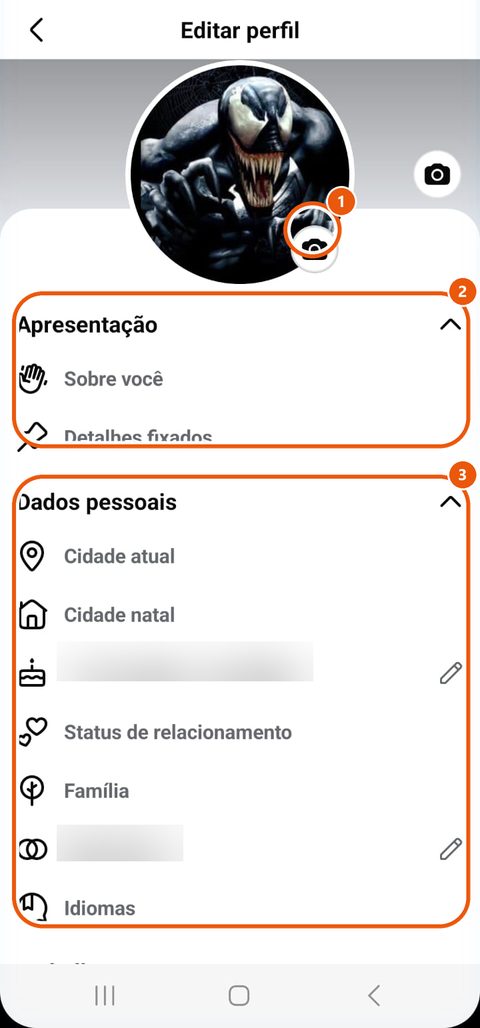 Editar perfil
1
2
Apresentação
Sobre você
Detalhes fixados
3
Dados pessoais
Cidade atual
Cidade natal
Status de relacionamento
Família
Idiomas